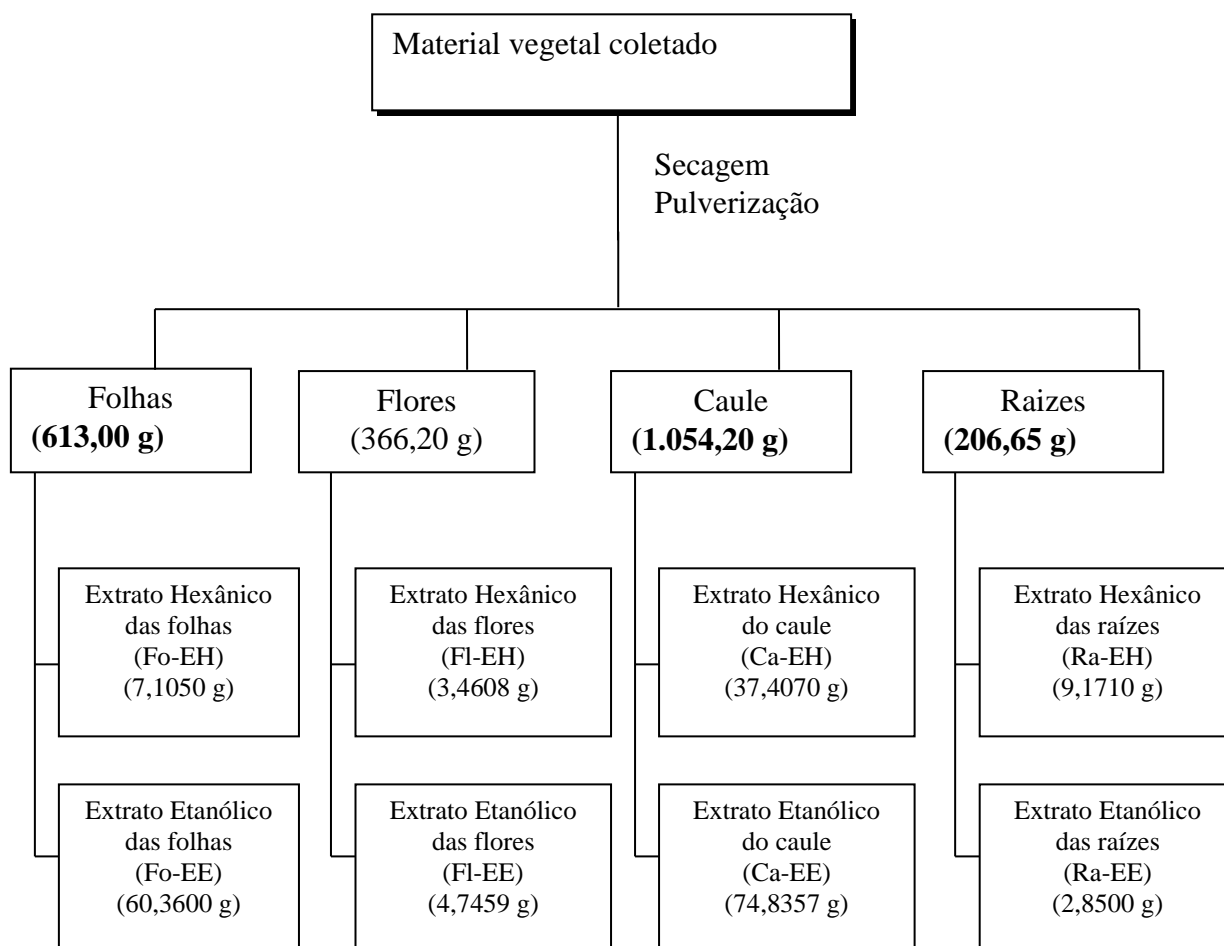 Material vegetal coletado
Secagem
Pulverização
Folhas
(613,00 g)
Flores
(366,20 g)
Caule
(1.054,20 g)
Raizes
(206,65 g)
Extrato Hexânico
das folhas
(Fo-EH)
(7,1050 g)
Extrato Hexânico
das flores
(Fl-EH)
(3,4608 g)
Extrato Hexânico
do caule
(Ca-EH)
(37,4070 g)
Extrato Hexânico
das raízes
(Ra-EH)
(9,1710 g)
Extrato Etanólico
das folhas
(Fo-EE)
(60,3600 g)
Extrato Etanólico
das flores
(Fl-EE)
(4,7459 g)
Extrato Etanólico
do caule
(Ca-EE)
(74,8357 g)
Extrato Etanólico
das raízes
(Ra-EE)
(2,8500 g)